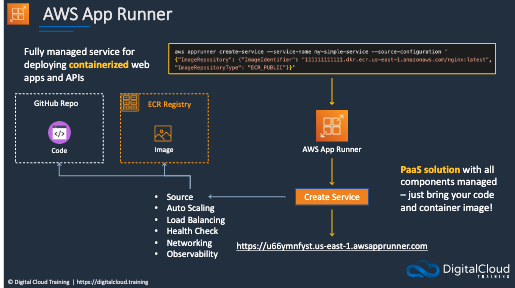 AWS App Runner
Fully managed service for
deploying containerized web
apps and APIs
aws apprunner create-service --service-name my-simple-service --source-configuration "
{"ImageRepository": {"ImageIdentifier": "111111111111.dkr.ecr.us-east-1.amazonaws.com/nginx:latest",
"ImageRepositoryType": "ECR_PUBLIC"}}"
GitHub Repo
Code
ECR Registry
Image
AWS App Runner
PaaS solution with all
components managed
– just bring your code
and container image!
Create Service
• Source
• Auto Scaling
• Load Balancing
• Health Check
• Networking
• Observability
https://u66ymnfyst.us-east-1.awsapprunner.com
© Digital Cloud Training | https://digitalcloud.training
DigitalCloud
TRAINING